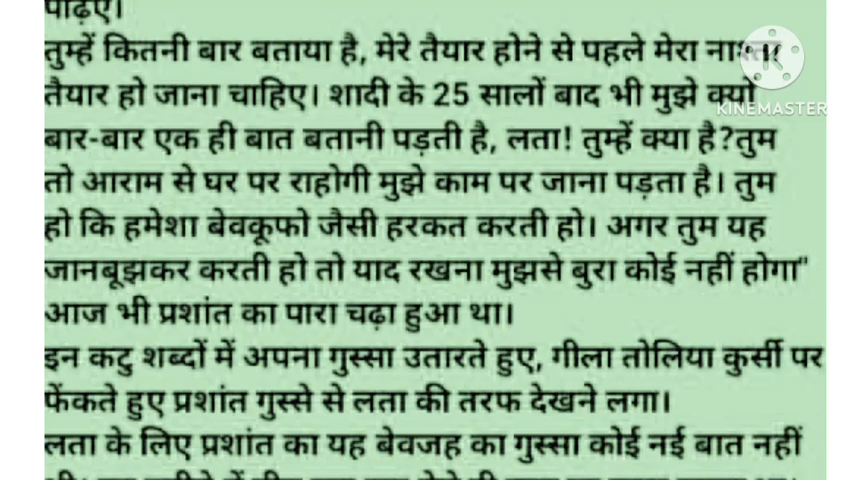 पढ़िए।
तुम्हें कितनी बार बताया है, मेरे तैयार होने से पहले मेरा नाश्ता
तैयार हो जाना चाहिए। शादी के 25 सालों बाद भी मुझे क्यों
बार-बार एक ही बात बतानी पड़ती है, लता! तुम्हें क्या है?तुम
तो आराम से घर पर राहोगी मुझे काम पर जाना पड़ता है। तुम
हो कि हमेशा बेवकूफो जैसी हरकत करती हो। अगर तुम यह
जानबूझकर करती हो तो याद रखना मुझसे बुरा कोई नहीं होगा"
आज भी प्रशांत का पारा चढ़ा हुआ था।
इन कटु शब्दों में अपना गुस्सा उतारते हुए, गीला तोलिया कुर्सी पर
फेंकते हुए प्रशांत गुस्से से लता की तरफ देखने लगा।
लता के लिए प्रशांत का यह बेवजह का गुस्सा कोई नई बात नहीं
KINEMASTER